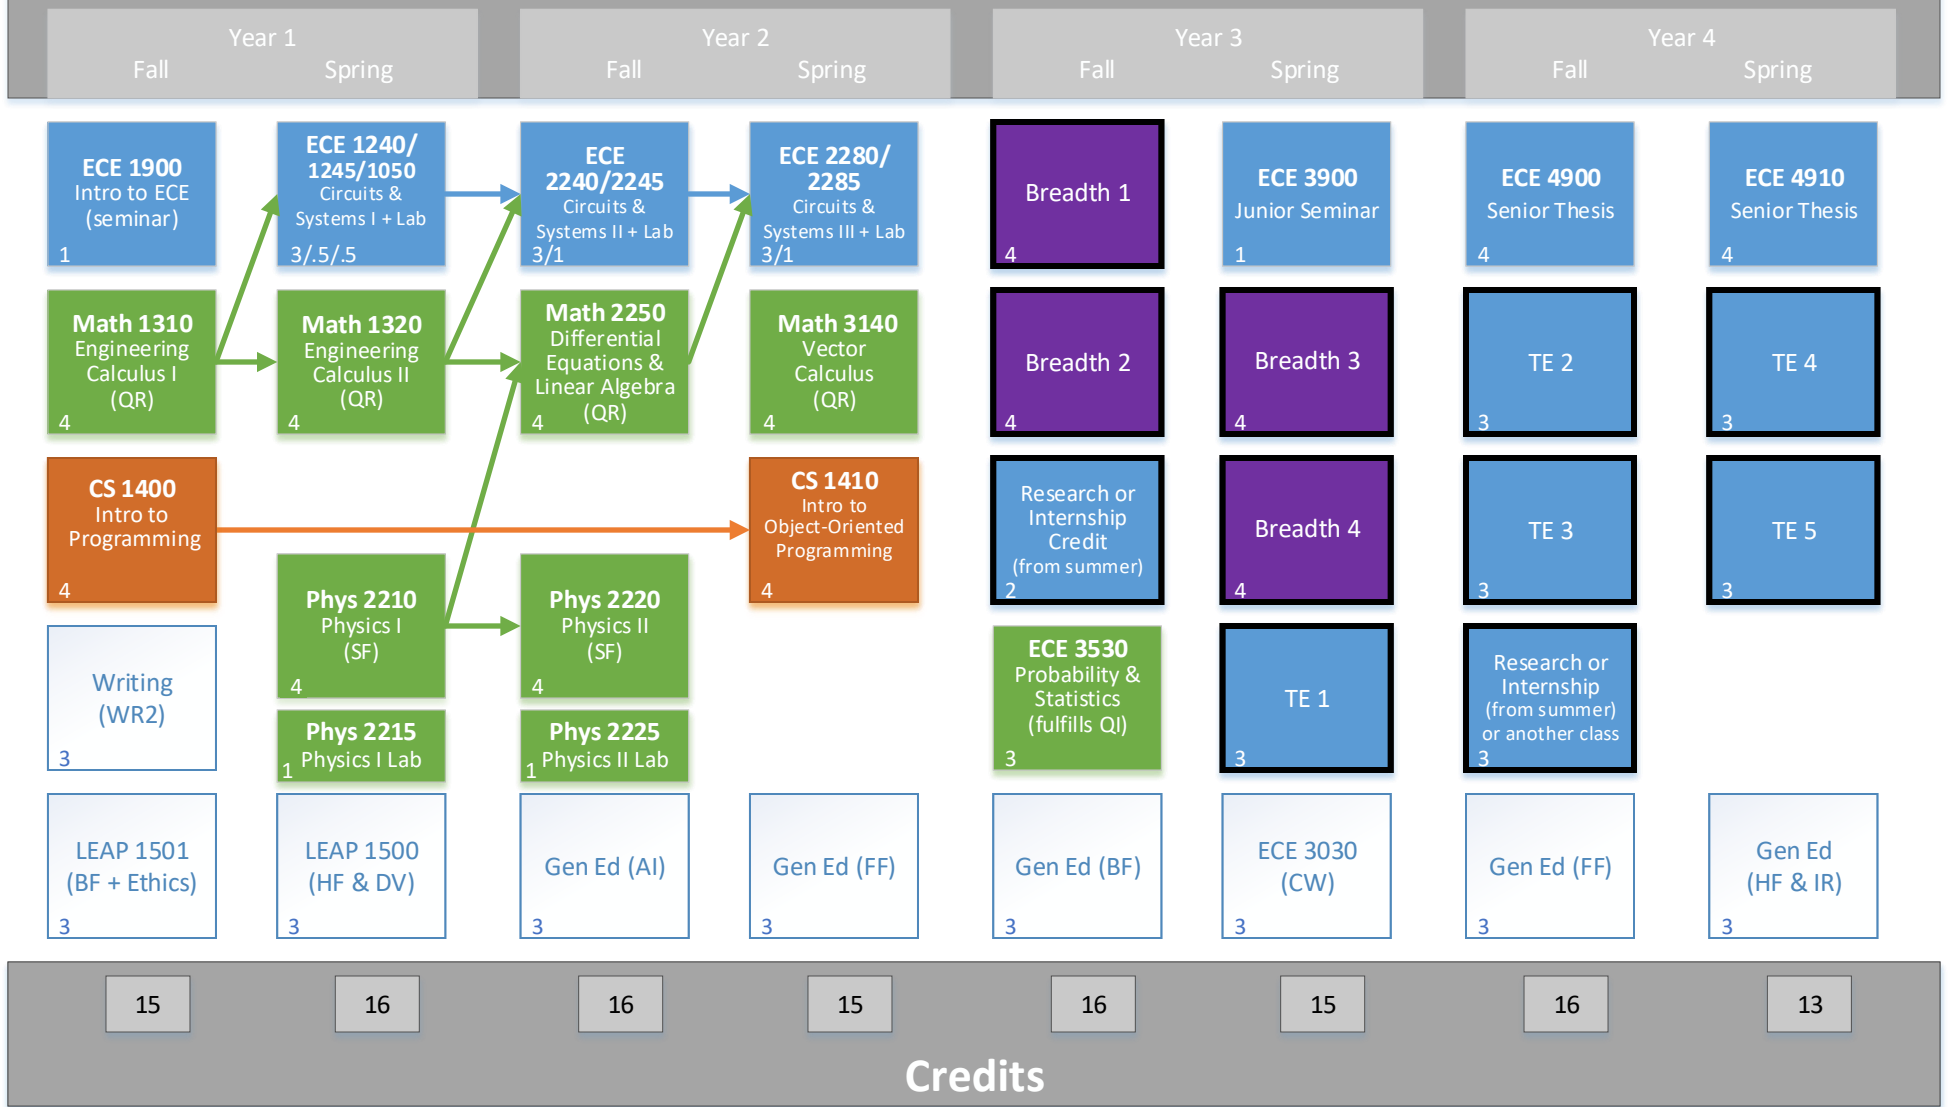 Year 1
Fall
Spring
Year 2
Fall
Spring
Year 3
Fall
Spring
Year 4
Fall
Spring
ECE 1900
Intro to ECE
(seminar)
1
ECE 1240/
1245/1050
Circuits &
Systems I + Lab
3/.5/.5
ECE
2240/2245
Circuits &
Systems II + Lab
3/1
ECE 2280/
2285
Circuits &
Systems III + Lab
3/1
Breadth 1
4
ECE 3900
Junior Seminar
1
ECE 4900
Senior Thesis
4
ECE 4910
Senior Thesis
4
Math 1310
Engineering
Calculus I
(QR)
4
Math 1320
Engineering
Calculus II
(QR)
4
Math 2250
Differential
Equations &
Linear Algebra
(QR)
4
Math 3140
Vector
Calculus
(QR)
4
Breadth 2
4
Breadth 3
4
TE 2
3
TE 4
3
CS 1400
Intro to
Programming
4
CS 1410
Intro to
Object-Oriented
Programming
4
Research or
Internship
Credit
(from summer)
2
Breadth 4
4
TE 3
3
TE 5
3
Phys 2210
Physics I
(SF)
4
Phys 2220
Physics II
(SF)
4
Writing
(WR2)
3
ECE 3530
Probability &
Statistics
(fulfills QI)
3
TE 1
3
Research or
Internship
(from summer)
or another class
3
Phys 2215
Physics I Lab
1
Phys 2225
Physics II Lab
1
LEAP 1501
(BF + Ethics)
3
LEAP 1500
(HF & DV)
3
Gen Ed (AI)
3
Gen Ed (FF)
3
Gen Ed (BF)
3
ECE 3030
(CW)
3
Gen Ed (FF)
3
Gen Ed
(HF & IR)
3
15
16
16
15
16
15
16
13
Credits